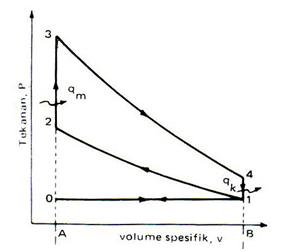 3
q m
2
4
q k
0
1
A
B
Tekanan, P
volume spesifik, v